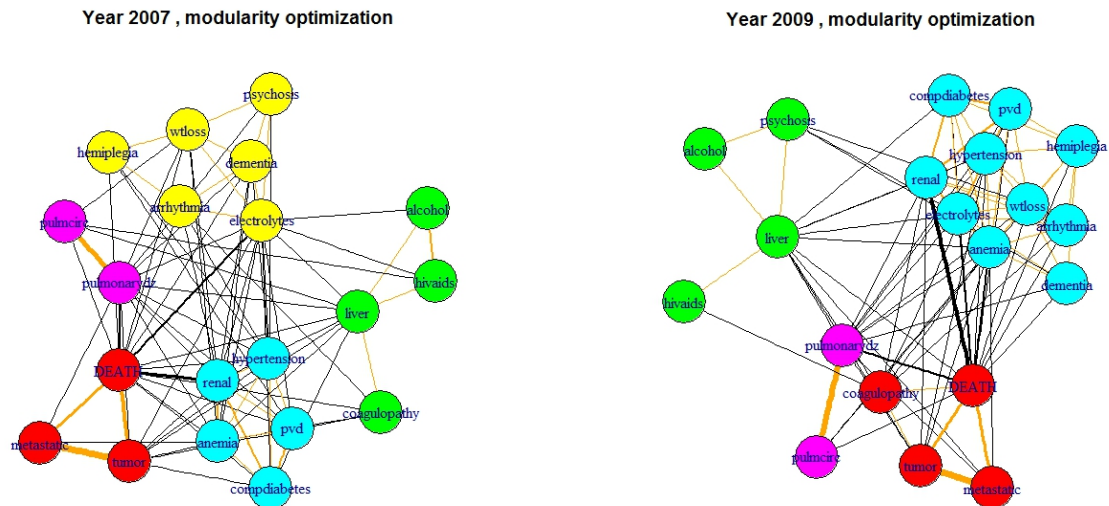 Year 2007 , modularity optimization
psychosis
wtloss
hemiplegia
dementia
arrhythmia
electrolytes
pulmcirc
alcohol
pulmonarydz
hivaids
liver
hypertension
DEATH
renal
coagulopathy
pvd
metastatic
anemia
tumor
compdiabetes
Year 2009 , modularity optimization
compdiabetes
pvd
psychosis
alcohol
hypertension
hemiplegia
renal
wtloss
electrolytes
arrhythmia
liver
anemia
dementia
hivaids
pulmonarydz
DEATH
coagulopathy
pulmcirc
tumor
metastatic